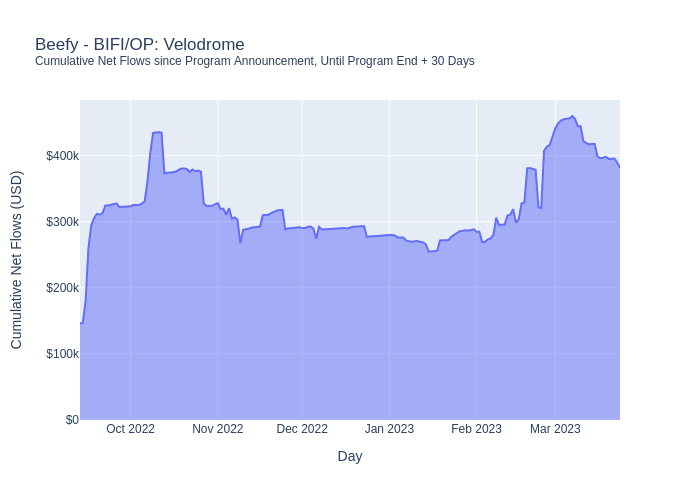 Beefy - BIFI/OP: Velodrome
Cumulative Net Flows since Program Announcement, Until Program End + 30 Days
Cumulative Net Flows (USD)
$400k
$300k
$200k
$100k
$0
Oct 2022
Nov 2022
Dec 2022
Jan 2023
Feb 2023
Mar 2023
Day